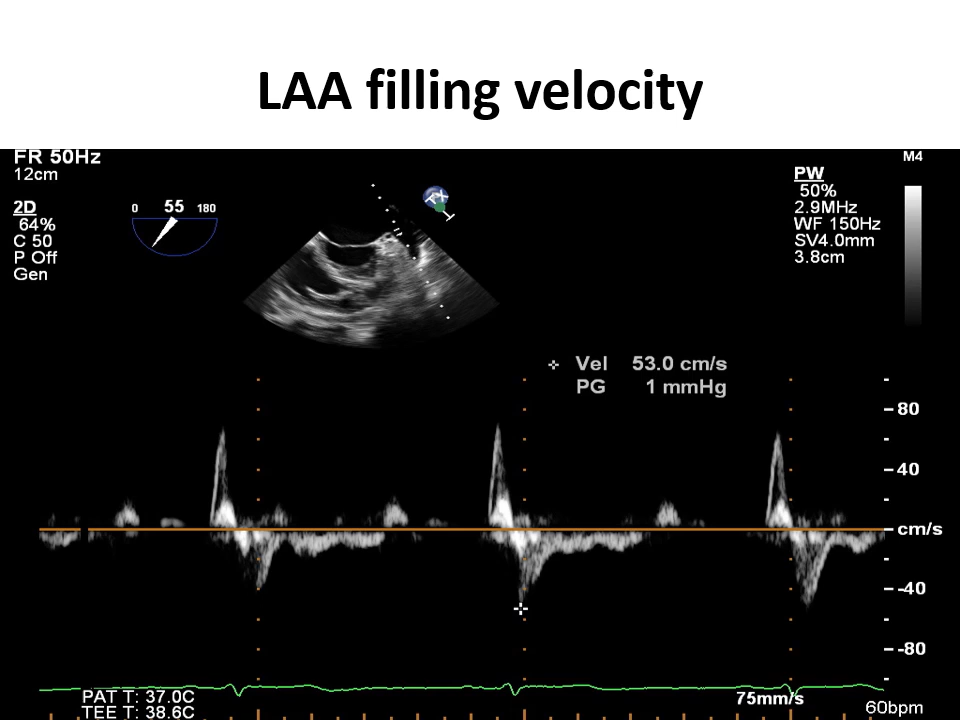 LAA filling velocity
FR 50Hz
12cm
2D
64%
C 50
P Off
Gen
0 55 180
M4
PW
50%
2.9MHz
WF 150Hz
SV4.0mm
3.8cm
Vel 53.0 cm/s
PG 1 mmHg
80
40
cm/s
-40
-80
PAT T: 37.0C
TEE T: 38.6C
75mm/s
60bpm